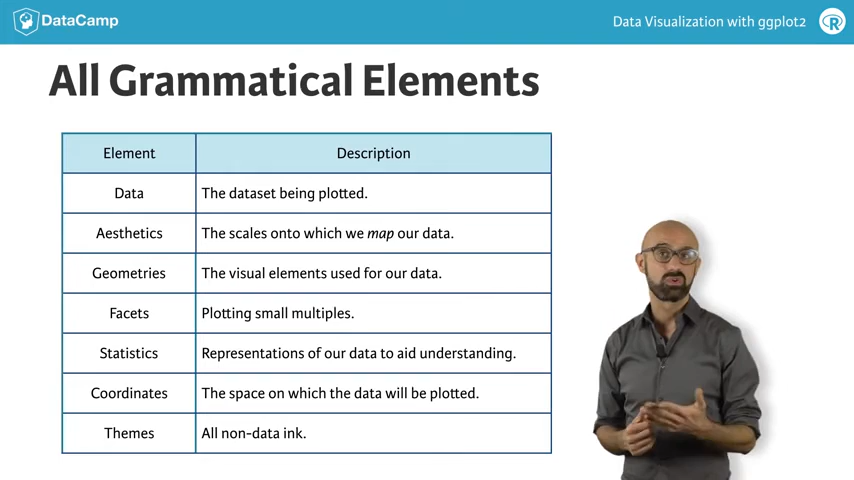 DataCamp
Data Visualization with ggplot2
R
All Grammatical Elements
Element Description
Data The dataset being plotted.
Aesthetics The scales onto which we map our data.
Geometries The visual elements used for our data.
Facets Plotting small multiples.
Statistics Representations of our data to aid understanding.
Coordinates The space on which the data will be plotted.
Themes All non-data ink.